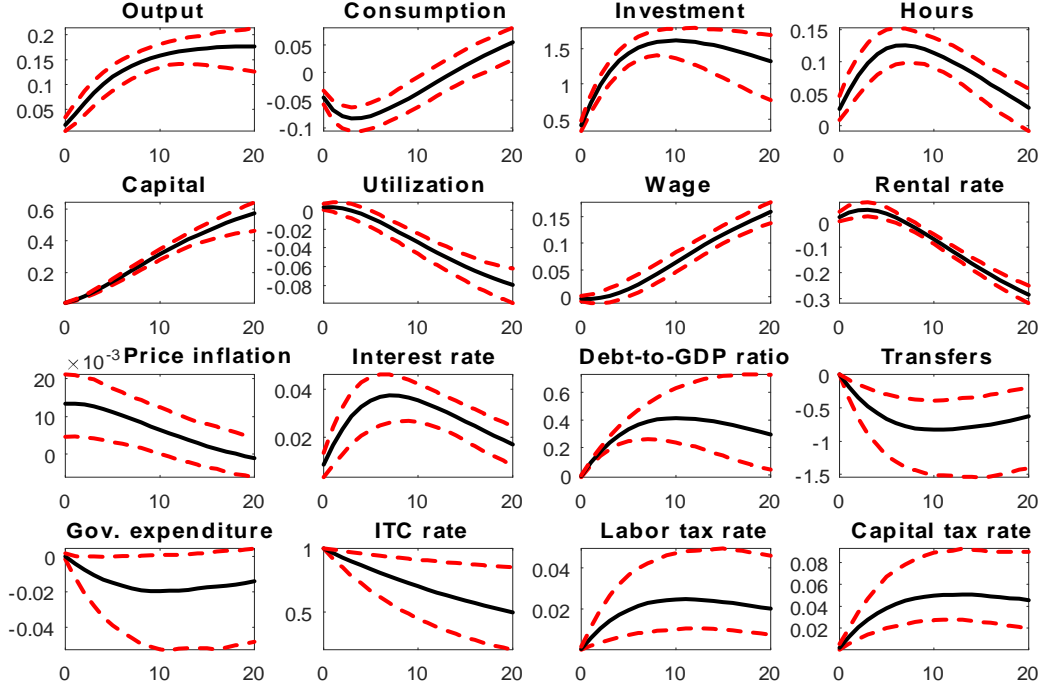 Output Consumption Investment Hours
0.2 0.05 1.5 0.15
0.15 0 1 0.1
0.1 -0.05 0.5 0.05
0.05 -0.1 0
0 10 20 0 10 20 0 10 20 0 10 20
Capital Utilization Wage Rental rate
0.6 0 0.15 0
0.4 -0.02 0.1 -0.1
0.2 -0.04 0.05 -0.2
-0.06 0 -0.3
-0.08
0 10 20 0 10 20 0 10 20 0 10 20
×10-3 Price inflation Interest rate Debt-to-GDP ratio Transfers
20 0.04 0.6 0
10 0.02 0.4 -0.5
0 0.2 -1
0 -1.5
0 10 20 0 10 20 0 10 20 0 10 20
Gov. expenditure ITC rate Labor tax rate Capital tax rate
0 1 0.04 0.08
-0.02 0.5 0.02 0.06
-0.04 0.04
0.02
0 10 20 0 10 20 0 10 20 0 10 20